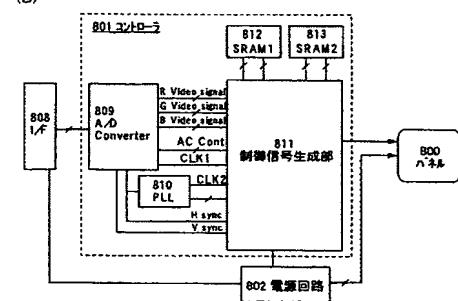 801 コントローラ
812
SRAM1
813
SRAM2
808
I/F
809
A/D
Converter
R Video signal
G Video signal
B Video signal
AC Cont
CLK1
810
PLL
CLK2
H sync
V sync
811
制御信号生成部
800
パネル
802 電源回路